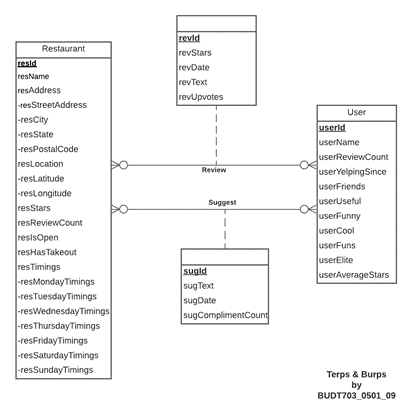 Restaurant
resId
resName
resAddress
-resStreetAddress
-resCity
-resState
-resPostalCode
resLocation
-resLatitude
-resLongitude
resStars
resReviewCount
resIsOpen
resHasTakeout
resTimings
-resMondayTimings
-resTuesdayTimings
-resWednesdayTimings
-resThursdayTimings
-resFridayTimings
-resSaturdayTimings
-resSundayTimings
revId
revStars
revDate
revText
revUpvotes
Review
Suggest
sugId
sugText
sugDate
sugComplimentCount
User
userId
userName
userReviewCount
userYelpingSince
userFriends
userUseful
userFunny
userCool
userFuns
userElite
userAverageStars
Terps & Burps
by
BUDT703_0501_09